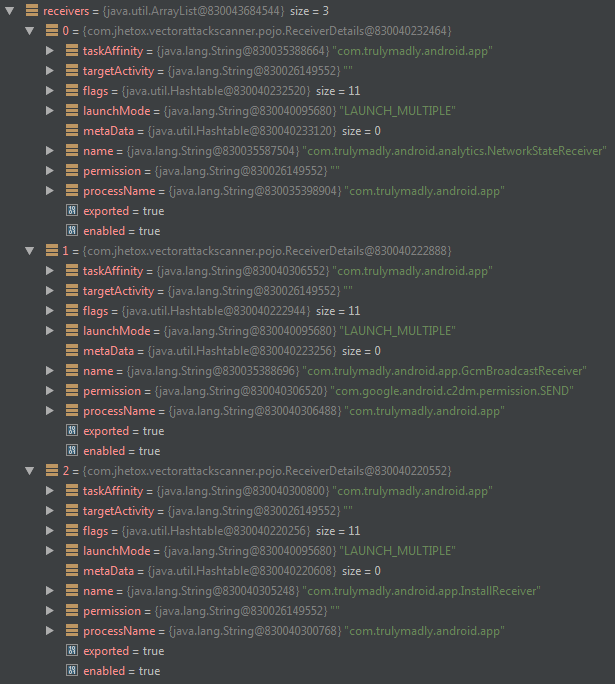 receivers = {java.util.ArrayList@830043684544} size = 3
0 = {com.jhetox.vectorattackscanner.pojo.ReceiverDetails@830040232464}
taskAffinity = {java.lang.String@830035388664} "com.trulymadly.android.app"
targetActivity = {java.lang.String@830026149552} ""
flags = {java.util.Hashtable@830040232520} size = 11
launchMode = {java.lang.String@830040095680} "LAUNCH_MULTIPLE"
metaData = {java.util.Hashtable@830040233120} size = 0
name = {java.lang.String@830035587504} "com.trulymadly.android.analytics.NetworkStateReceiver"
permission = {java.lang.String@830026149552} ""
processName = {java.lang.String@830035398904} "com.trulymadly.android.app"
exported = true
enabled = true
1 = {com.jhetox.vectorattackscanner.pojo.ReceiverDetails@830040222888}
taskAffinity = {java.lang.String@830040306552} "com.trulymadly.android.app"
targetActivity = {java.lang.String@830026149552} ""
flags = {java.util.Hashtable@830040222944} size = 11
launchMode = {java.lang.String@830040095680} "LAUNCH_MULTIPLE"
metaData = {java.util.Hashtable@830040223256} size = 0
name = {java.lang.String@830035388696} "com.trulymadly.android.app.GcmBroadcastReceiver"
permission = {java.lang.String@830040306520} "com.google.android.c2dm.permission.SEND"
processName = {java.lang.String@830040306488} "com.trulymadly.android.app"
exported = true
enabled = true
2 = {com.jhetox.vectorattackscanner.pojo.ReceiverDetails@830040220552}
taskAffinity = {java.lang.String@830040300800} "com.trulymadly.android.app"
targetActivity = {java.lang.String@830026149552} ""
flags = {java.util.Hashtable@830040220256} size = 11
launchMode = {java.lang.String@830040095680} "LAUNCH_MULTIPLE"
metaData = {java.util.Hashtable@830040220608} size = 0
name = {java.lang.String@830040305248} "com.trulymadly.android.app.InstallReceiver"
permission = {java.lang.String@830026149552} ""
processName = {java.lang.String@830040300768} "com.trulymadly.android.app"
exported = true
enabled = true